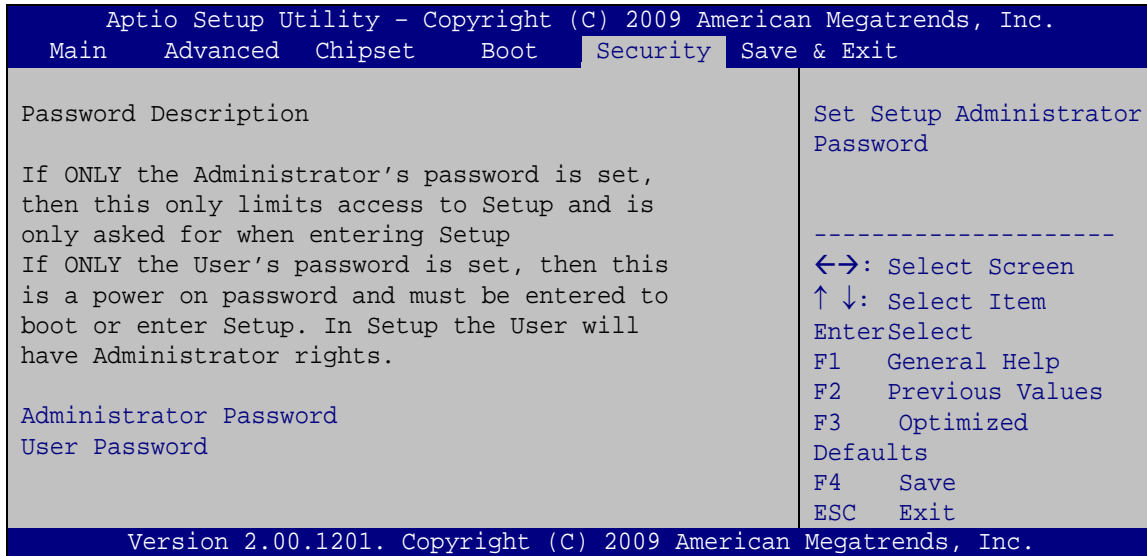 Aptio Setup Utility – Copyright (C) 2009 American Megatrends, Inc.
Main Advanced Chipset Boot Security Save & Exit
Password Description
If ONLY the Administrator’s password is set,
then this only limits access to Setup and is
only asked for when entering Setup
If ONLY the User’s password is set, then this
is a power on password and must be entered to
boot or enter Setup. In Setup the User will
have Administrator rights.
Administrator Password
User Password
Set Setup Administrator
Password
---------------------
←→: Select Screen
↑ ↓: Select Item
EnterSelect
F1 General Help
F2 Previous Values
F3 Optimized
Defaults
F4 Save
ESC Exit
Version 2.00.1201. Copyright (C) 2009 American Megatrends, Inc.